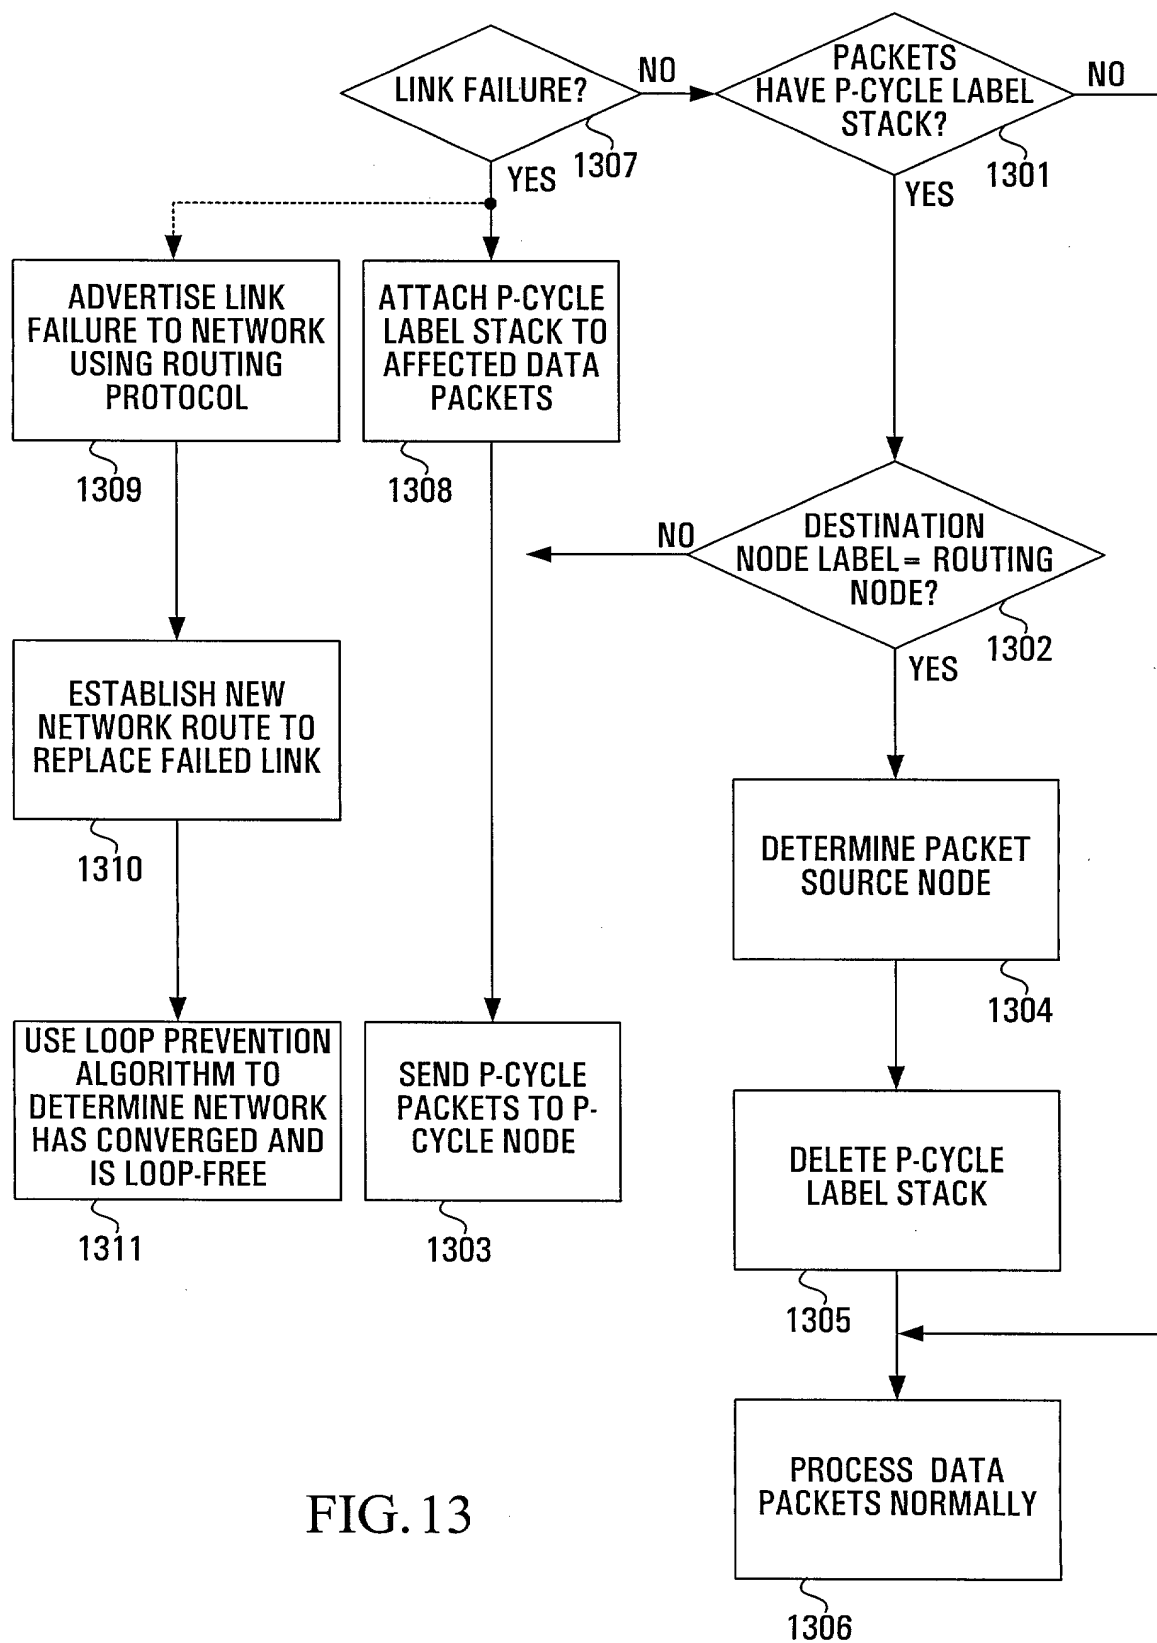 LINK FAILURE?
NO
1307
YES
PACKETS
HAVE P-CYCLE LABEL
STACK?
NO
1301
YES
ADVERTISE LINK
FAILURE TO NETWORK
USING ROUTING
PROTOCOL
1309
ATTACH P-CYCLE
LABEL STACK TO
AFFECTED DATA
PACKETS
1308
DESTINATION
NODE LABEL = ROUTING
NODE?
NO
1302
YES
ESTABLISH NEW
NETWORK ROUTE TO
REPLACE FAILED LINK
1310
DETERMINE PACKET
SOURCE NODE
1304
USE LOOP PREVENTION
ALGORITHM TO
DETERMINE NETWORK
HAS CONVERGED AND
IS LOOP-FREE
1311
SEND P-CYCLE
PACKETS TO P-
CYCLE NODE
1303
DELETE P-CYCLE
LABEL STACK
1305
PROCESS DATA
PACKETS NORMALLY
1306
FIG. 13